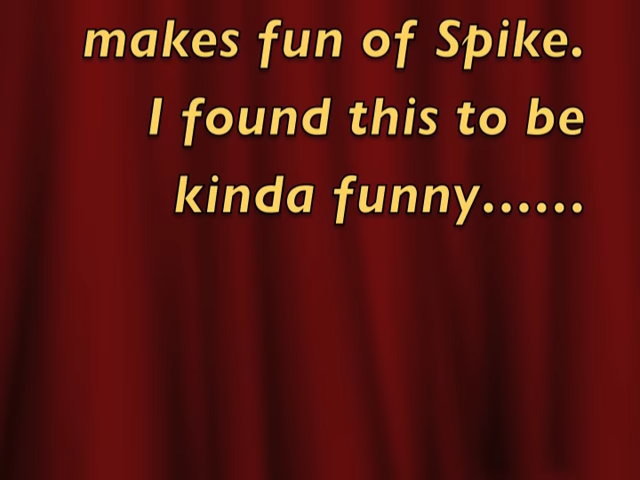 makes fun of Spike.
I found this to be
kinda funny......